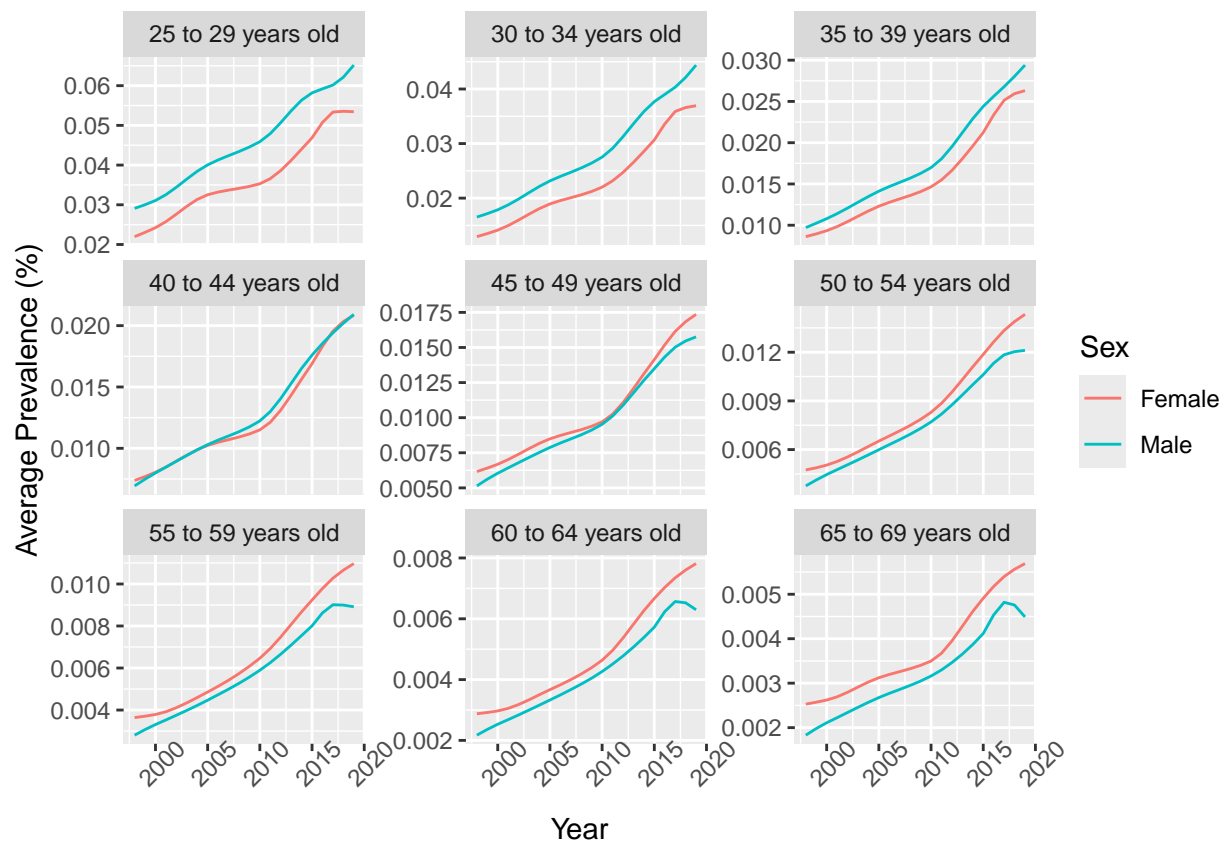 25 to 29 years old
30 to 34 years old
35 to 39 years old
0.06
0.05
0.04
0.03
0.02
0.04
0.03
0.02
0.030
0.025
0.020
0.015
0.010
40 to 44 years old
45 to 49 years old
50 to 54 years old
0.020
0.015
0.010
0.0175
0.0150
0.0125
0.0100
0.0075
0.0050
0.012
0.009
0.006
55 to 59 years old
60 to 64 years old
65 to 69 years old
0.010
0.008
0.006
0.004
0.008
0.006
0.004
0.002
0.005
0.004
0.003
0.002
2000 2005 2010 2015 2020
2000 2005 2010 2015 2020
2000 2005 2010 2015 2020
Average Prevalence (%)
Year
Sex
Female
Male